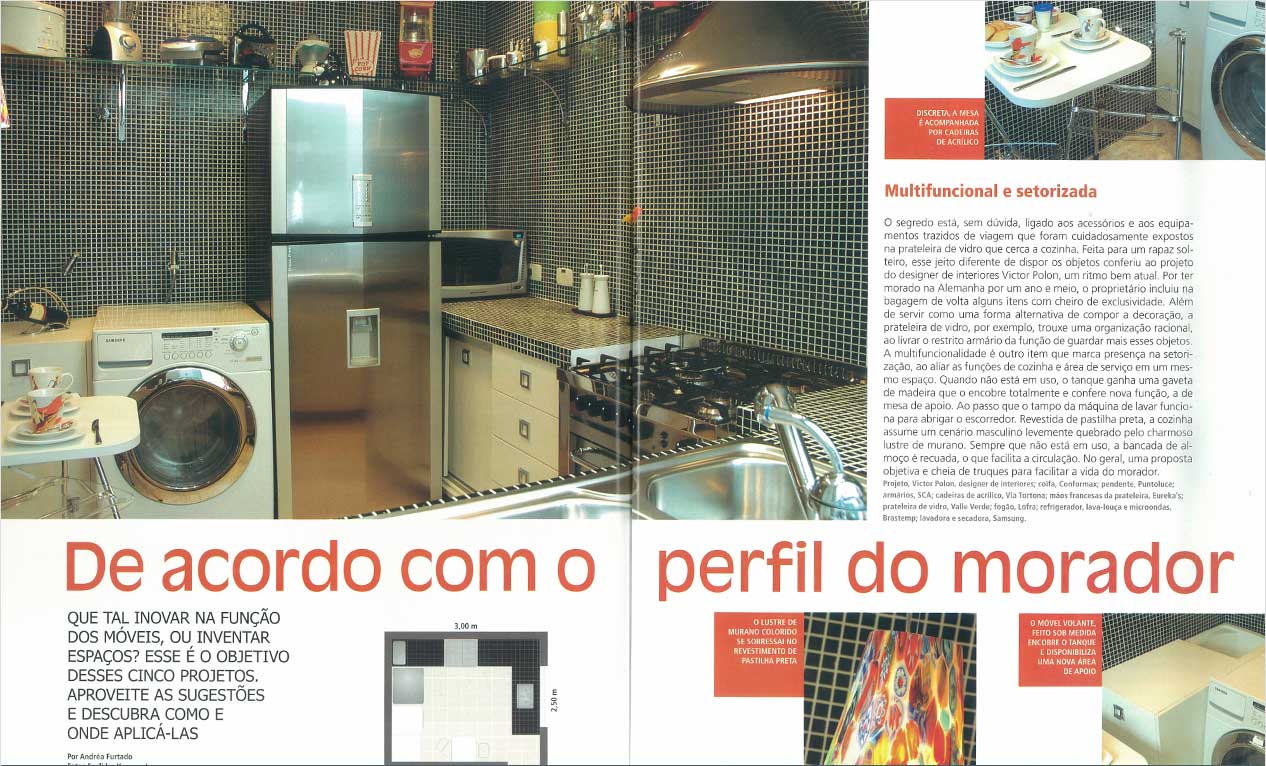 DISCRETA, A MESA
É ACOMPANHADA
POR CADEIRAS
DE ACRÍLICO
Multifuncional e setorizada
O segredo está, sem dúvida, ligado aos acessórios e aos equipa-
mentos trazidos de viagem que foram cuidadosamente expostos
na prateleira de vidro que cerca a cozinha. Feita para um rapaz sol-
teiro, esse jeito diferente de dispor os objetos conferiu ao projeto
do designer de interiores Victor Polon, um ritmo bem atual. Por ter
morado na Alemanha por um ano e meio, o proprietário incluiu na
bagagem de volta alguns itens com cheiro de exclusividade. Além
de servir como uma forma alternativa de compor a decoração, a
prateleira de vidro, por exemplo, trouxe uma organização racional,
ao livrar o restrito armário da função de guardar mais esses objetos.
A multifuncionalidade é outro item que marca presença na setori-
zação, ao aliar as funções de cozinha e área de serviço em um mes-
mo espaço. Quando não está em uso, o tanque ganha uma gaveta
de madeira que o encobre totalmente e confere nova função, a de
mesa de apoio. Ao passo que o tampo da máquina de lavar funcio-
na para abrigar o escorredor. Revestida de pastilha preta, a cozinha
assume um cenário masculino levemente quebrado pelo charmoso
lustre de murano. Sempre que não está em uso, a bancada de al-
moço é recuada, o que facilita a circulação. No geral, uma proposta
objetiva e cheia de truques para facilitar a vida do morador.
Projeto, Victor Polon, designer de interiores; coifa, Conformax; pendente, Puntoluce;
armários, SCA; cadeiras de acrílico, Via Tortona; mãos francesas da prateleira, Eureka's;
prateleira de vidro, Valle Verde; fogão, Lofra; refrigerador, lava-louça e microondas,
Brastemp; lavadora e secadora, Samsung.
SAMSUNG
De acordo com o perfil do morador
QUE TAL INOVAR NA FUNÇÃO
DOS MÓVEIS, OU INVENTAR
ESPAÇOS? ESSE É O OBJETIVO
DESSES CINCO PROJETOS.
APROVEITE AS SUGESTÕES
E DESCUBRA COMO E
ONDE APLICÁ-LAS
Por Andréa Furtado
3,00 m
2,50 m
O LUSTRE DE
MURANO COLORIDO
SE SOBRESSAI NO
REVESTIMENTO DE
PASTILHA PRETA
O MÓVEL VOLANTE,
FEITO SOB MEDIDA
ENCOBRE O TANQUE
E DISPONIBILIZA
UMA NOVA ÁREA
DE APOIO